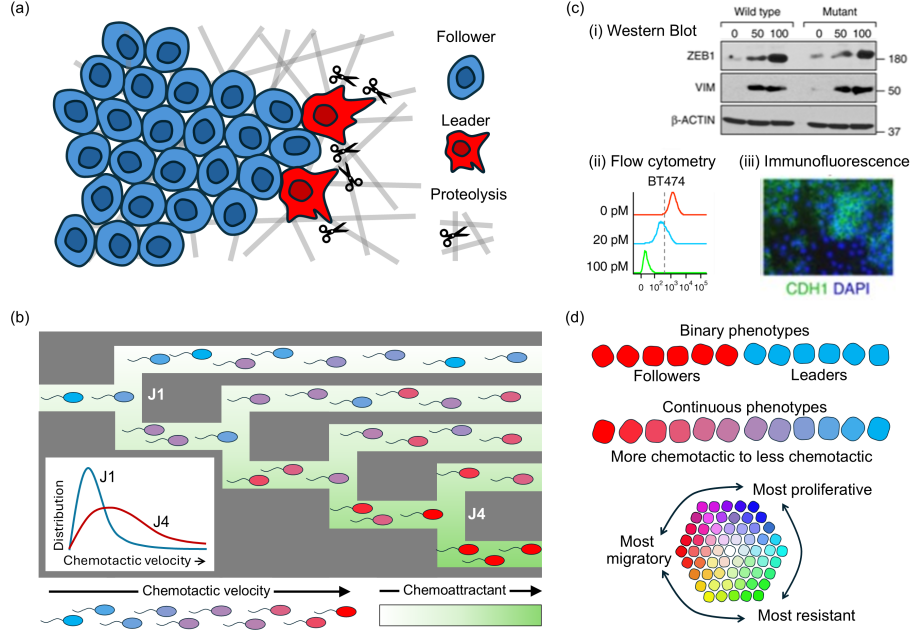 (a)
Follower
Leader
Proteolysis
(b)
J1
J4
Distribution
J1
J4
Chemotactic velocity →
Chemotactic velocity
Chemoattractant
(c)
(i) Western Blot
Wild type Mutant
0 50 100 0 50 100
ZEB1 180
VIM 50
β-ACTIN 37
(ii) Flow cytometry
BT474
0 pM
20 pM
100 pM
0 10² 10³ 10⁴ 10⁵
(iii) Immunofluorescence
CDH1 DAPI
(d)
Binary phenotypes
Followers Leaders
Continuous phenotypes
More chemotactic to less chemotactic
Most proliferative
Most
migratory
Most resistant